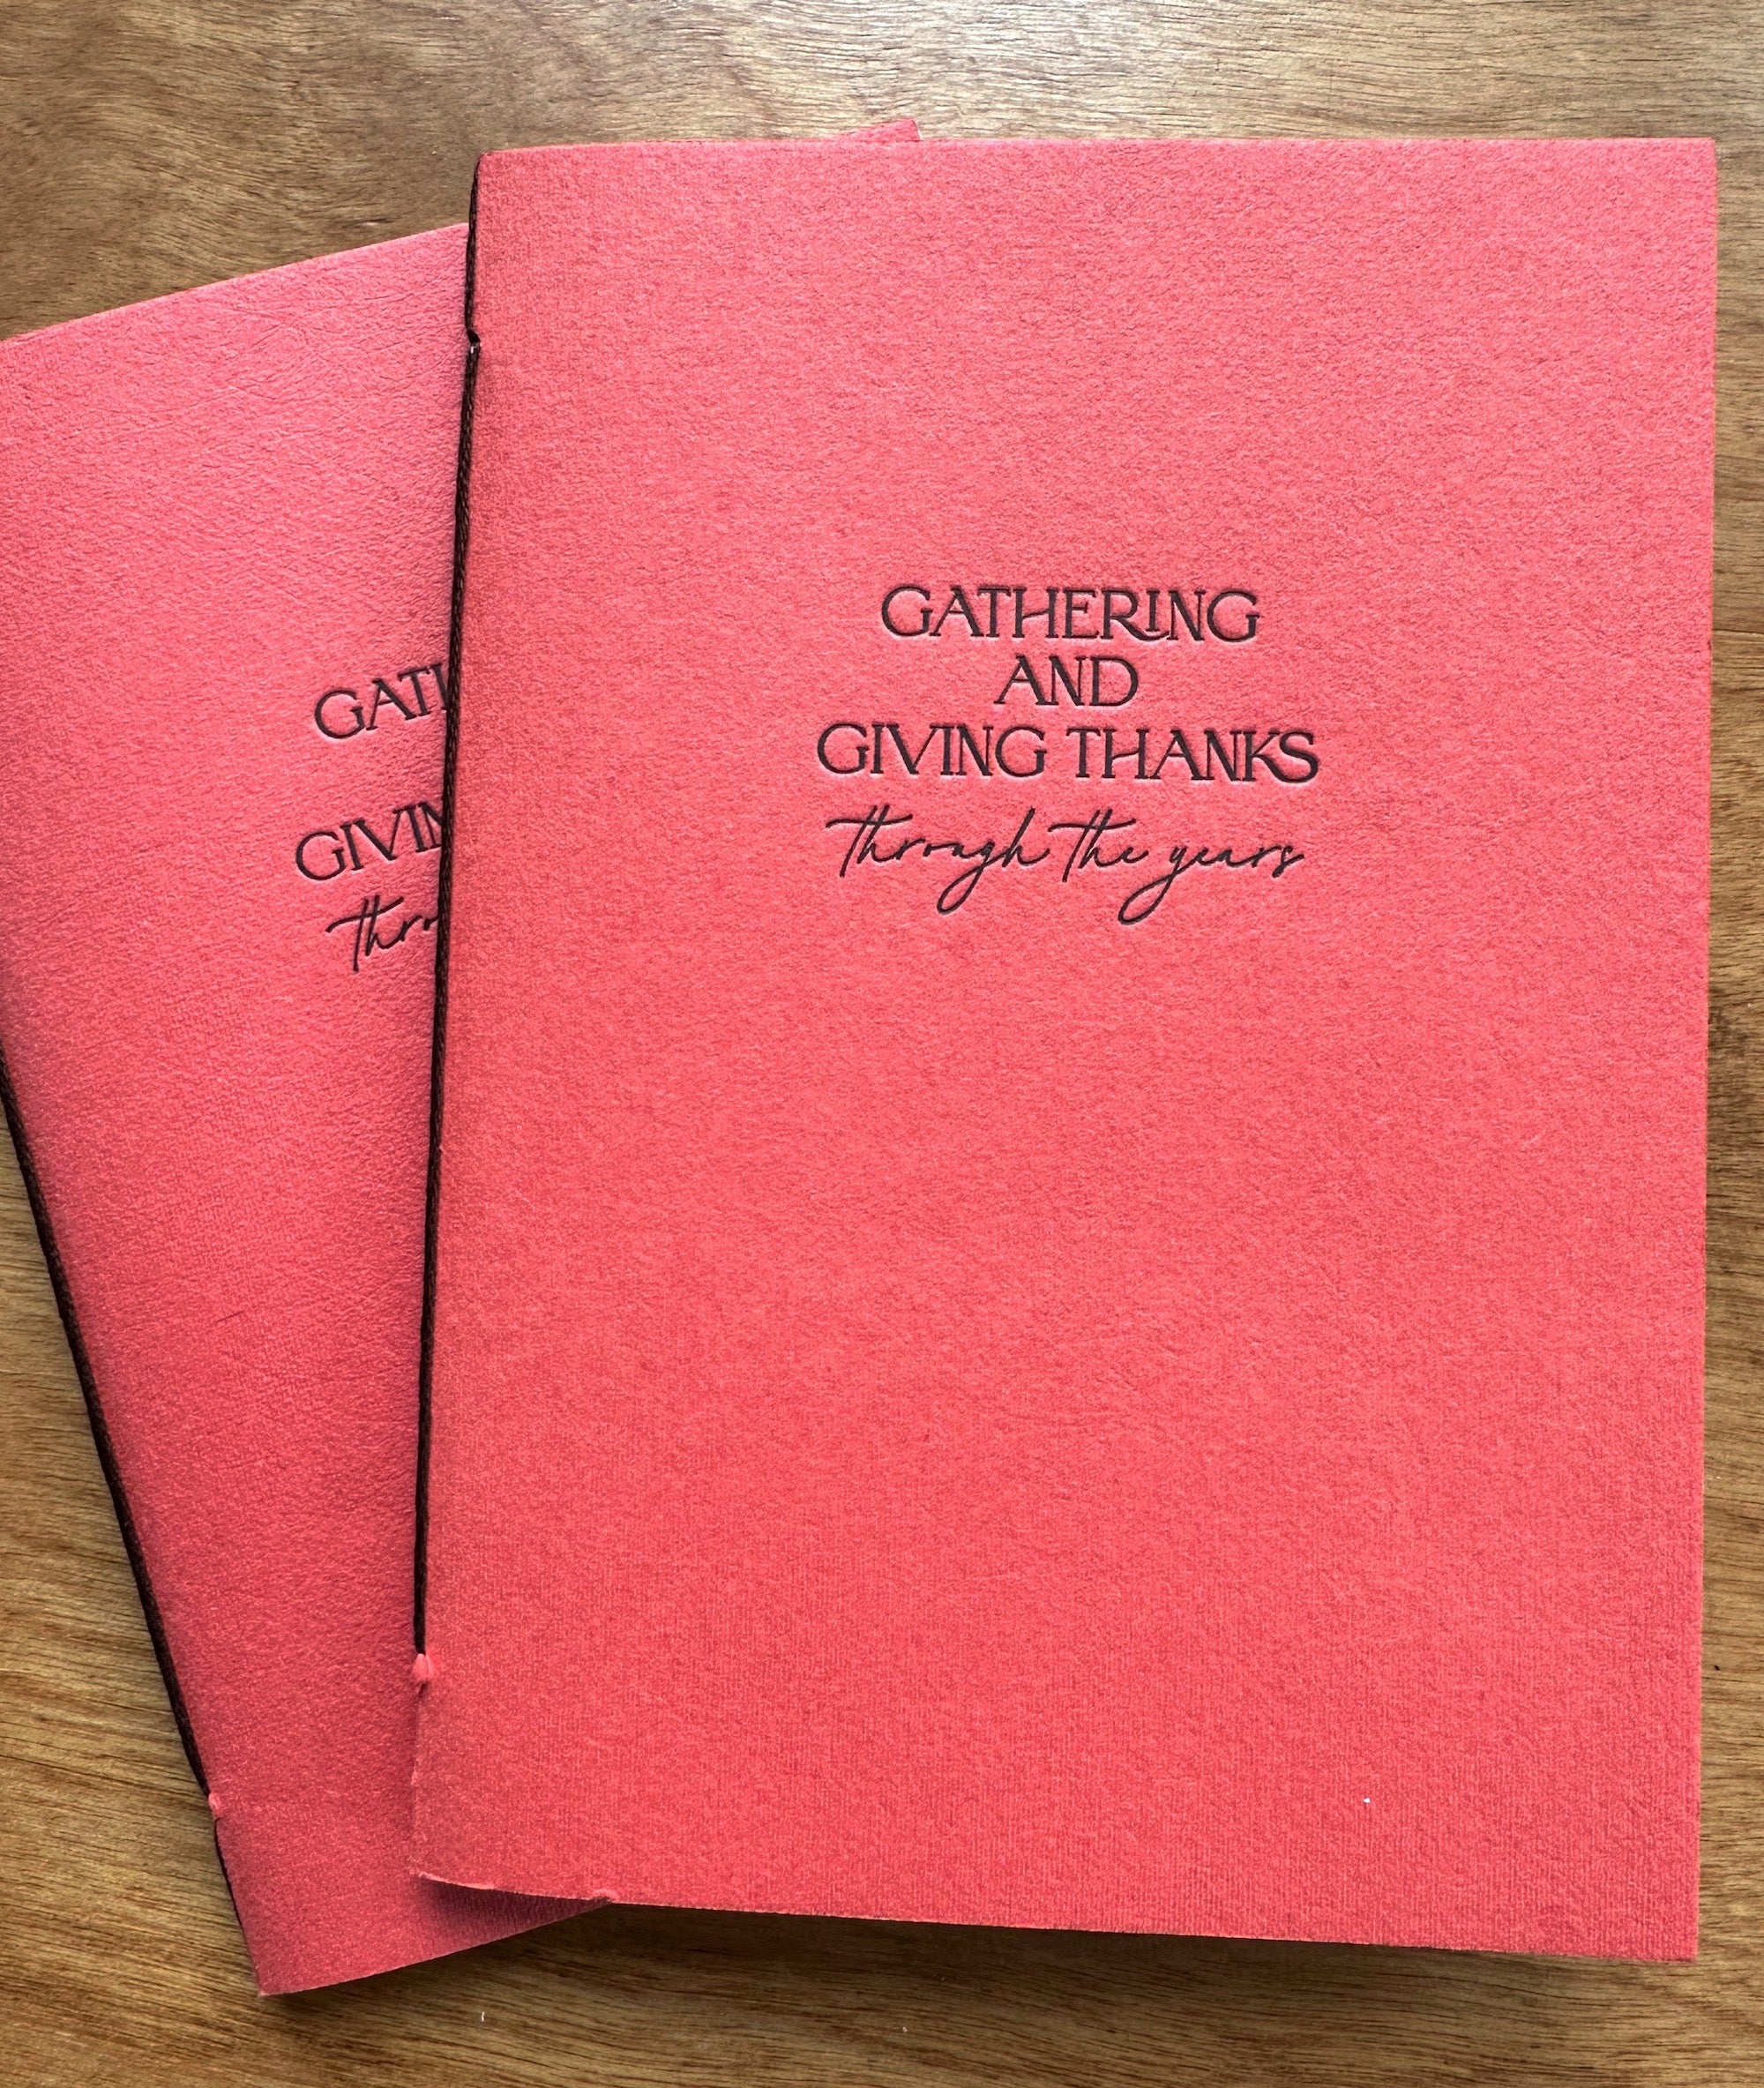 GATHERING
AND
GIVING THANKS
through the years
GATH
GIVIN
thro